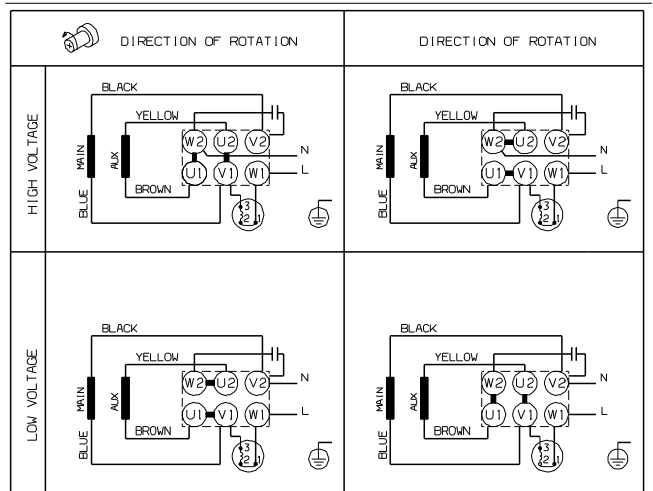 DIRECTION OF ROTATION
DIRECTION OF ROTATION
HIGH VOLTAGE
BLACK
YELLOW
MAIN
AUX
W2 U2 V2
N
U1 V1 W1
L
BROWN
BLUE
3
2 1
BLACK
YELLOW
MAIN
AUX
W2 U2 V2
N
U1 V1 W1
L
BROWN
BLUE
3
2 1
LOW VOLTAGE
BLACK
YELLOW
MAIN
AUX
W2 U2 V2
N
U1 V1 W1
L
BROWN
BLUE
3
2 1
BLACK
YELLOW
MAIN
AUX
W2 U2 V2
N
U1 V1 W1
L
BROWN
BLUE
3
2 1